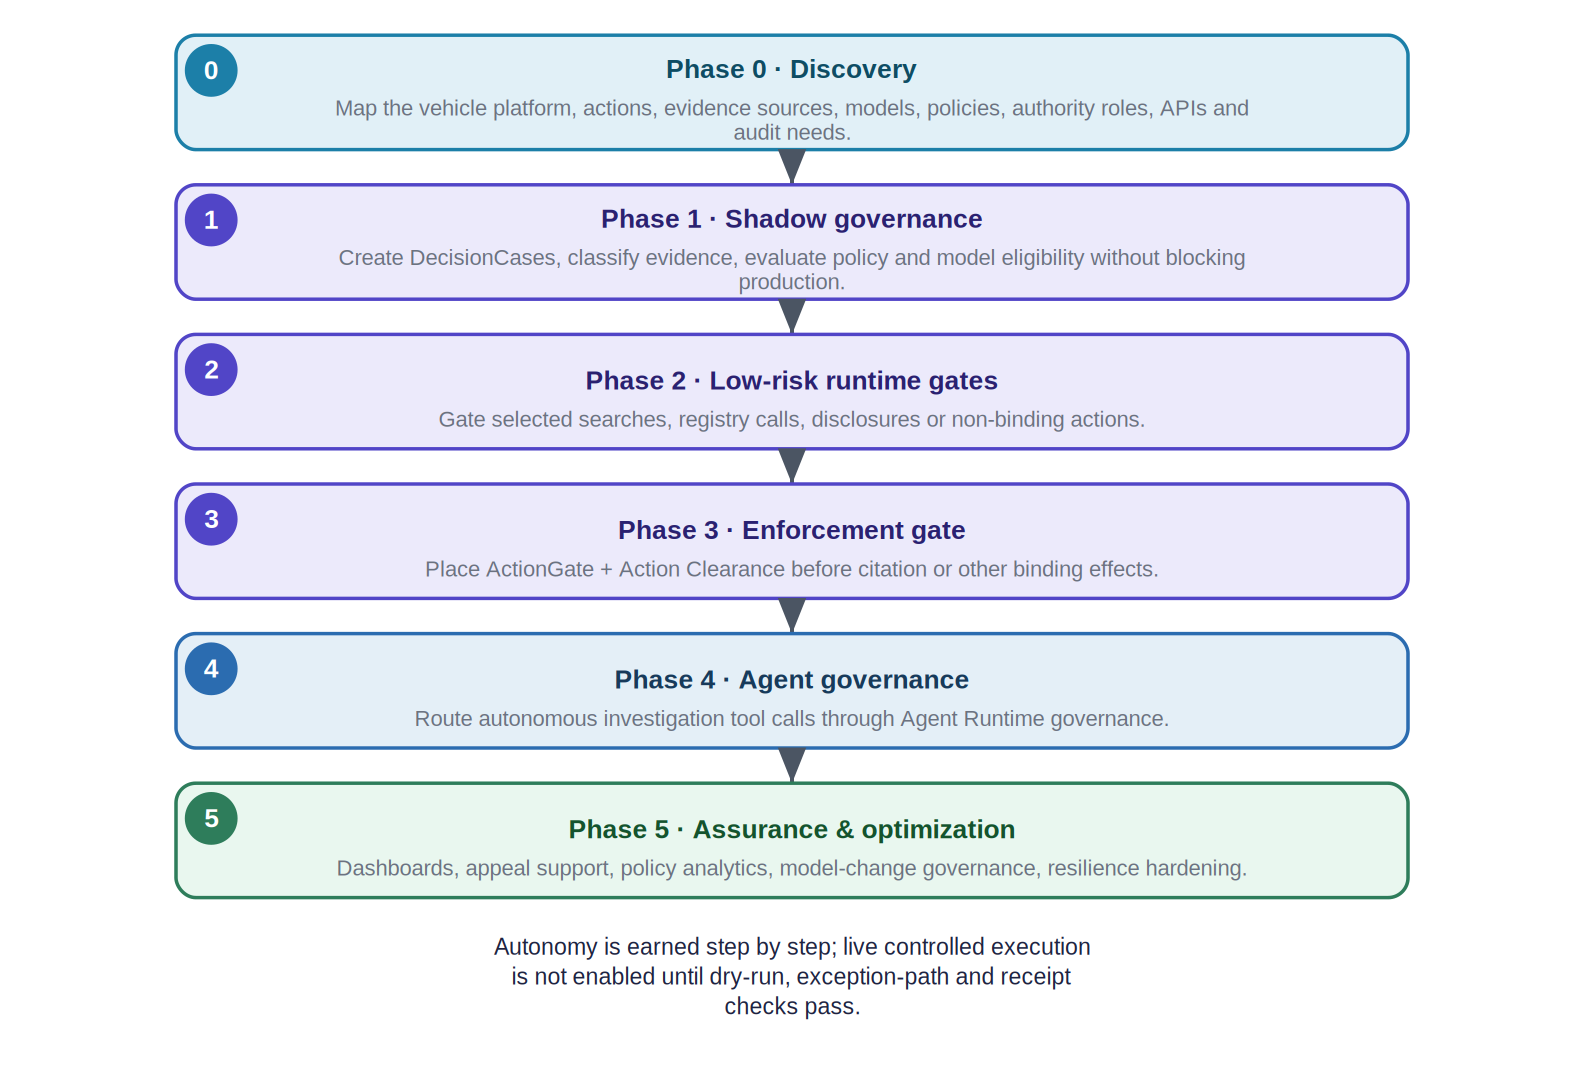 0
Phase 0 · Discovery
Map the vehicle platform, actions, evidence sources, models, policies, authority roles, APIs and
audit needs.
1
Phase 1 · Shadow governance
Create DecisionCases, classify evidence, evaluate policy and model eligibility without blocking
production.
2
Phase 2 · Low-risk runtime gates
Gate selected searches, registry calls, disclosures or non-binding actions.
3
Phase 3 · Enforcement gate
Place ActionGate + Action Clearance before citation or other binding effects.
4
Phase 4 · Agent governance
Route autonomous investigation tool calls through Agent Runtime governance.
5
Phase 5 · Assurance & optimization
Dashboards, appeal support, policy analytics, model-change governance, resilience hardening.
Autonomy is earned step by step; live controlled execution
is not enabled until dry-run, exception-path and receipt
checks pass.